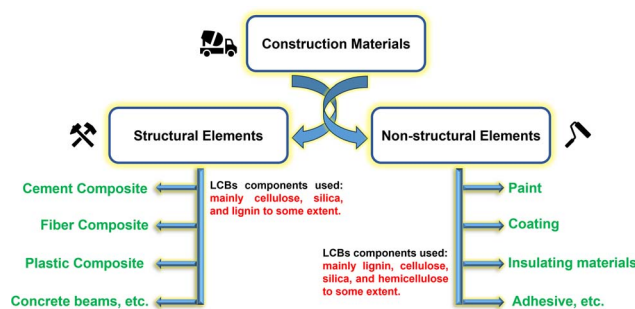 Construction Materials
Structural Elements
Non-structural Elements
LCBs components used:
mainly cellulose, silica,
and lignin to some extent.
Cement Composite
Fiber Composite
Plastic Composite
Concrete beams, etc.
LCBs components used:
mainly lignin, cellulose,
silica, and hemicellulose
to some extent.
Paint
Coating
Insulating materials
Adhesive, etc.